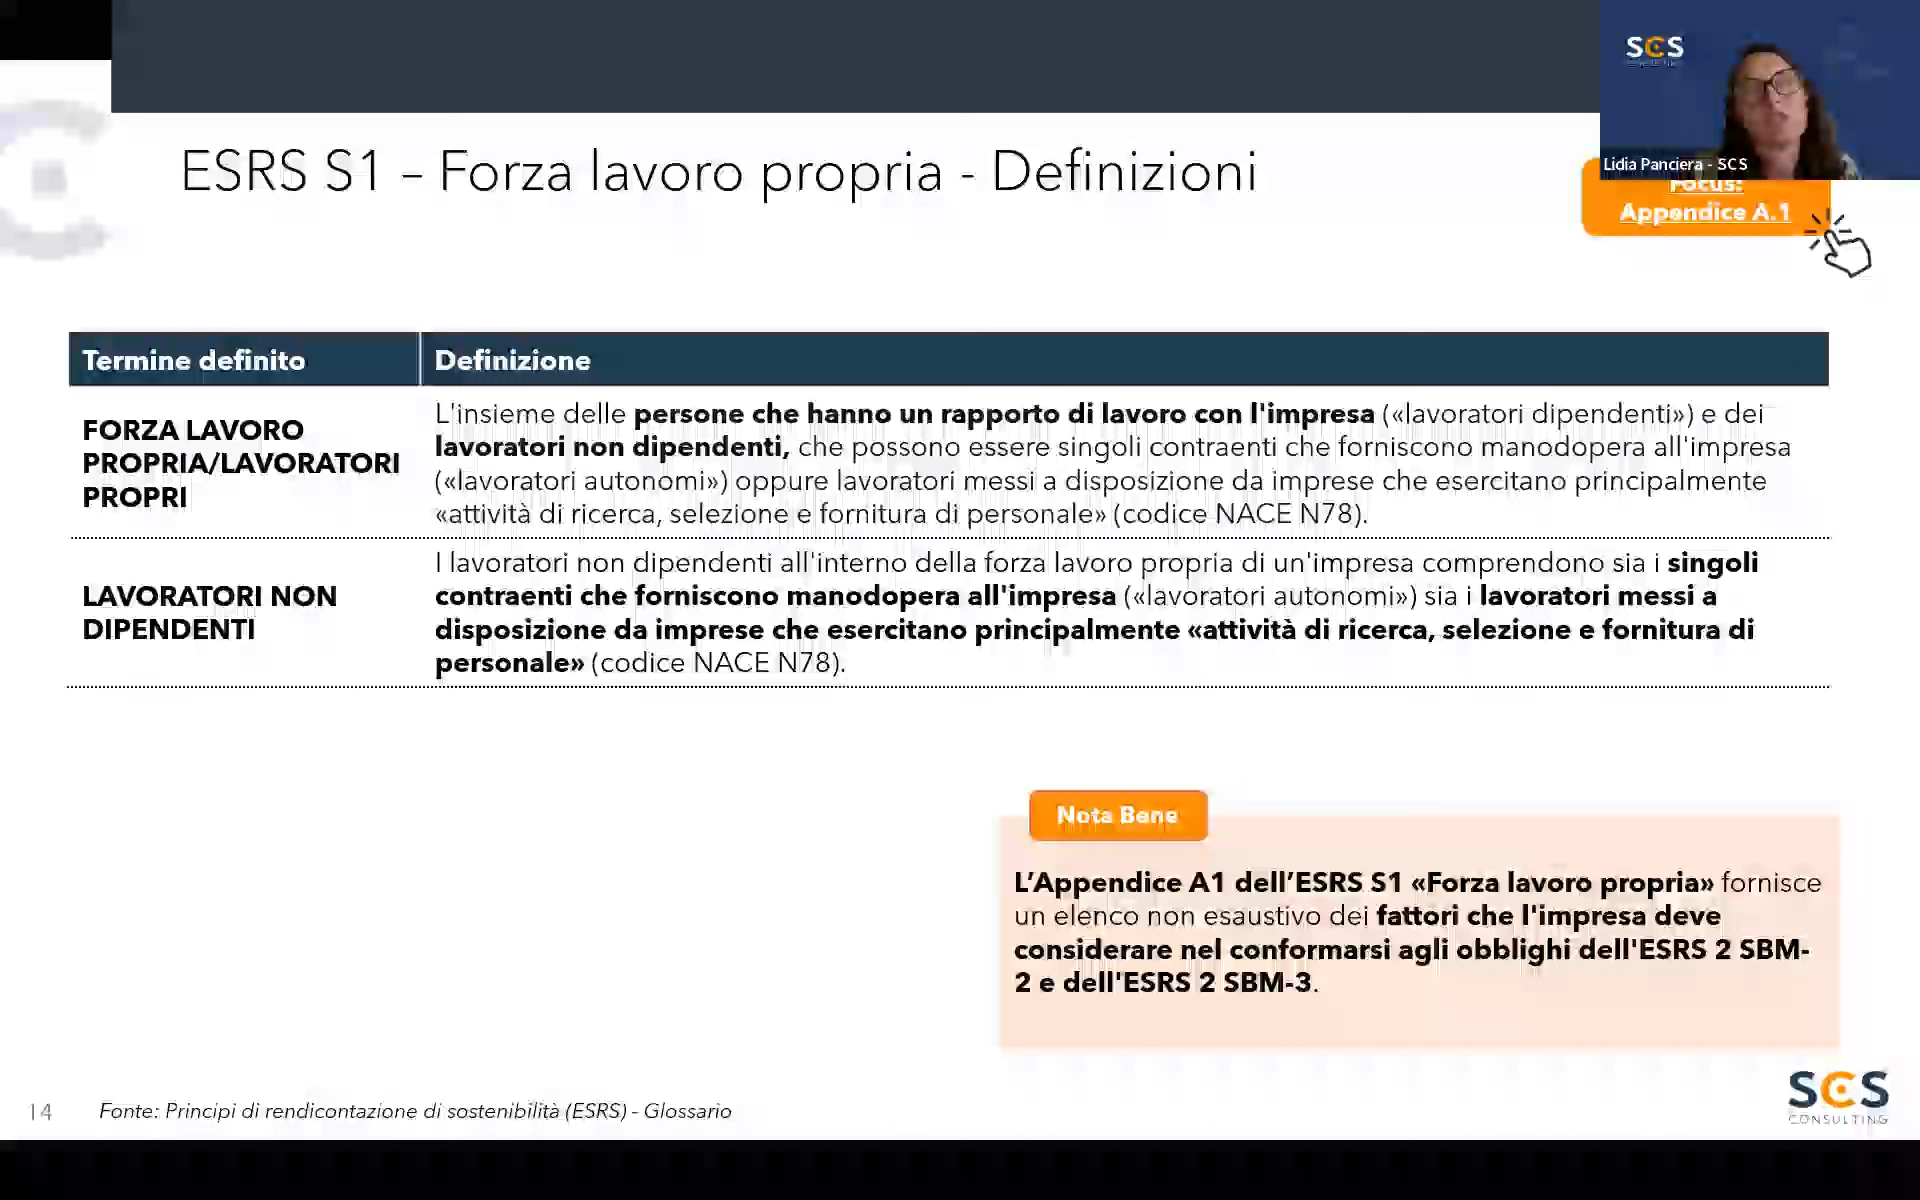 SCS
Lidia Panciera - SCS
ESRS S1 – Forza lavoro propria - Definizioni
Focus:
Appendice A.1
Termine definito
Definizione
FORZA LAVORO
PROPRIA/LAVORATORI
PROPRI
L'insieme delle persone che hanno un rapporto di lavoro con l'impresa («lavoratori dipendenti») e dei
lavoratori non dipendenti, che possono essere singoli contraenti che forniscono manodopera all'impresa
(«lavoratori autonomi») oppure lavoratori messi a disposizione da imprese che esercitano principalmente
«attività di ricerca, selezione e fornitura di personale» (codice NACE N78).
LAVORATORI NON
DIPENDENTI
I lavoratori non dipendenti all'interno della forza lavoro propria di un'impresa comprendono sia i singoli
contraenti che forniscono manodopera all'impresa («lavoratori autonomi») sia i lavoratori messi a
disposizione da imprese che esercitano principalmente «attività di ricerca, selezione e fornitura di
personale» (codice NACE N78).
Nota Bene
L’Appendice A1 dell’ESRS S1 «Forza lavoro propria» fornisce
un elenco non esaustivo dei fattori che l'impresa deve
considerare nel conformarsi agli obblighi dell'ESRS 2 SBM-
2 e dell'ESRS 2 SBM-3.
14
Fonte: Principi di rendicontazione di sostenibilità (ESRS) - Glossario
SCS
CONSULTING